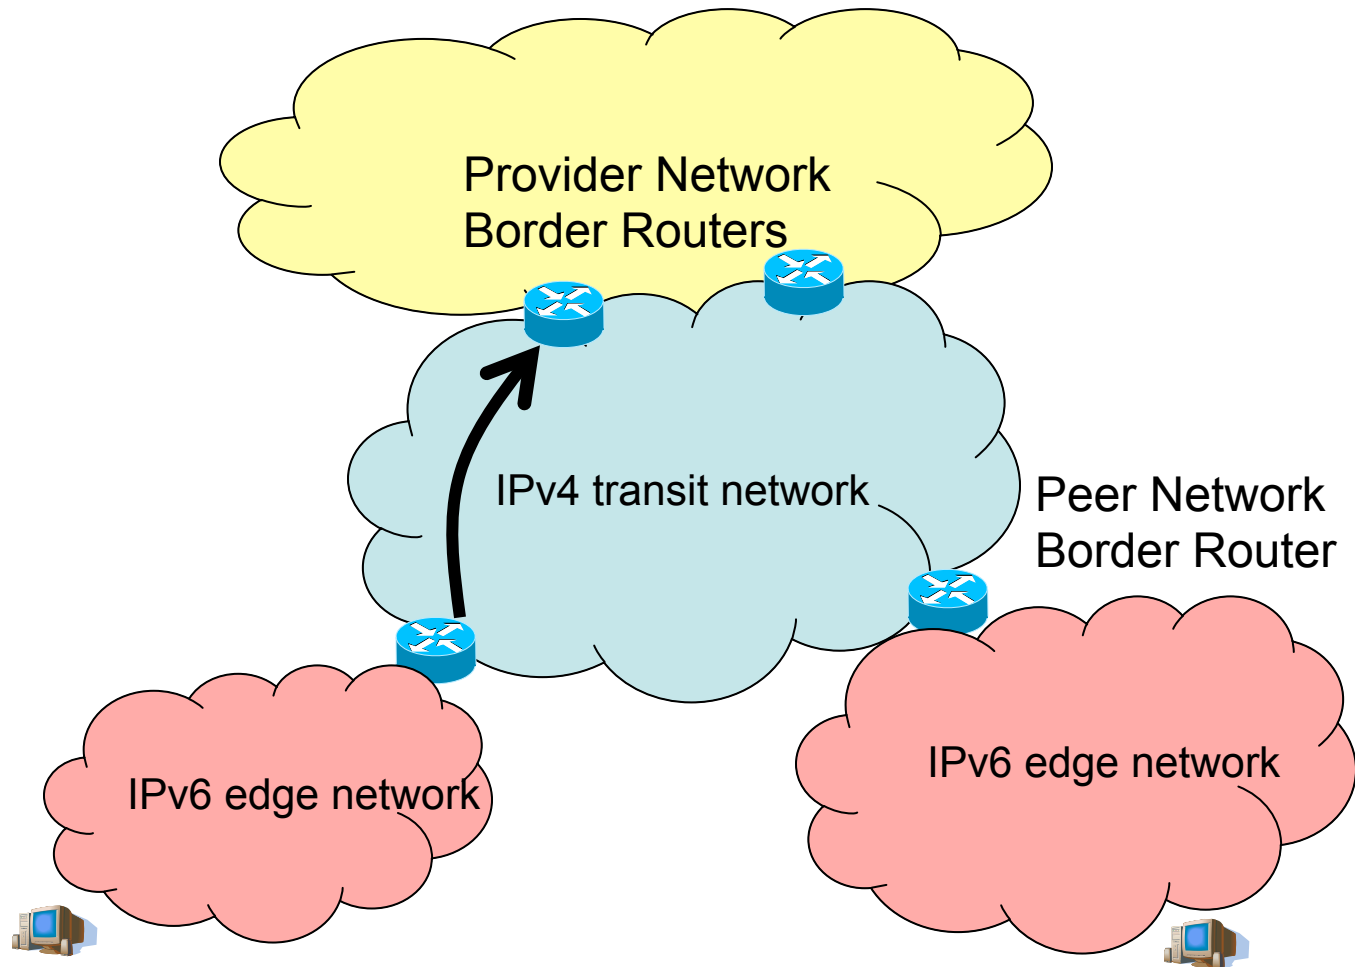 Provider Network
Border Routers
IPv4 transit network
Peer Network
Border Router
IPv6 edge network
IPv6 edge network